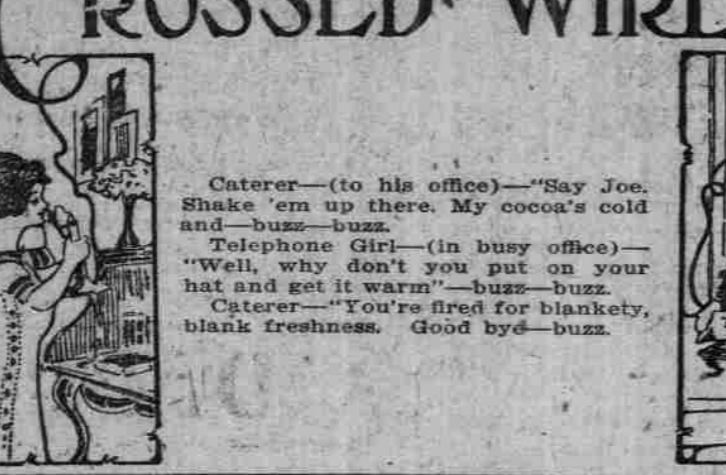 ROSSED WIRE
Caterer—(to his office)—"Say Joe.
Shake 'em up there. My cocoa's cold
and—buzz—buzz.
Telephone Girl—(in busy office)—
"Well, why don't you put on your
hat and get it warm"—buzz—buzz.
Caterer—"You're fired for blankety,
blank freshness. Good bye—buzz.